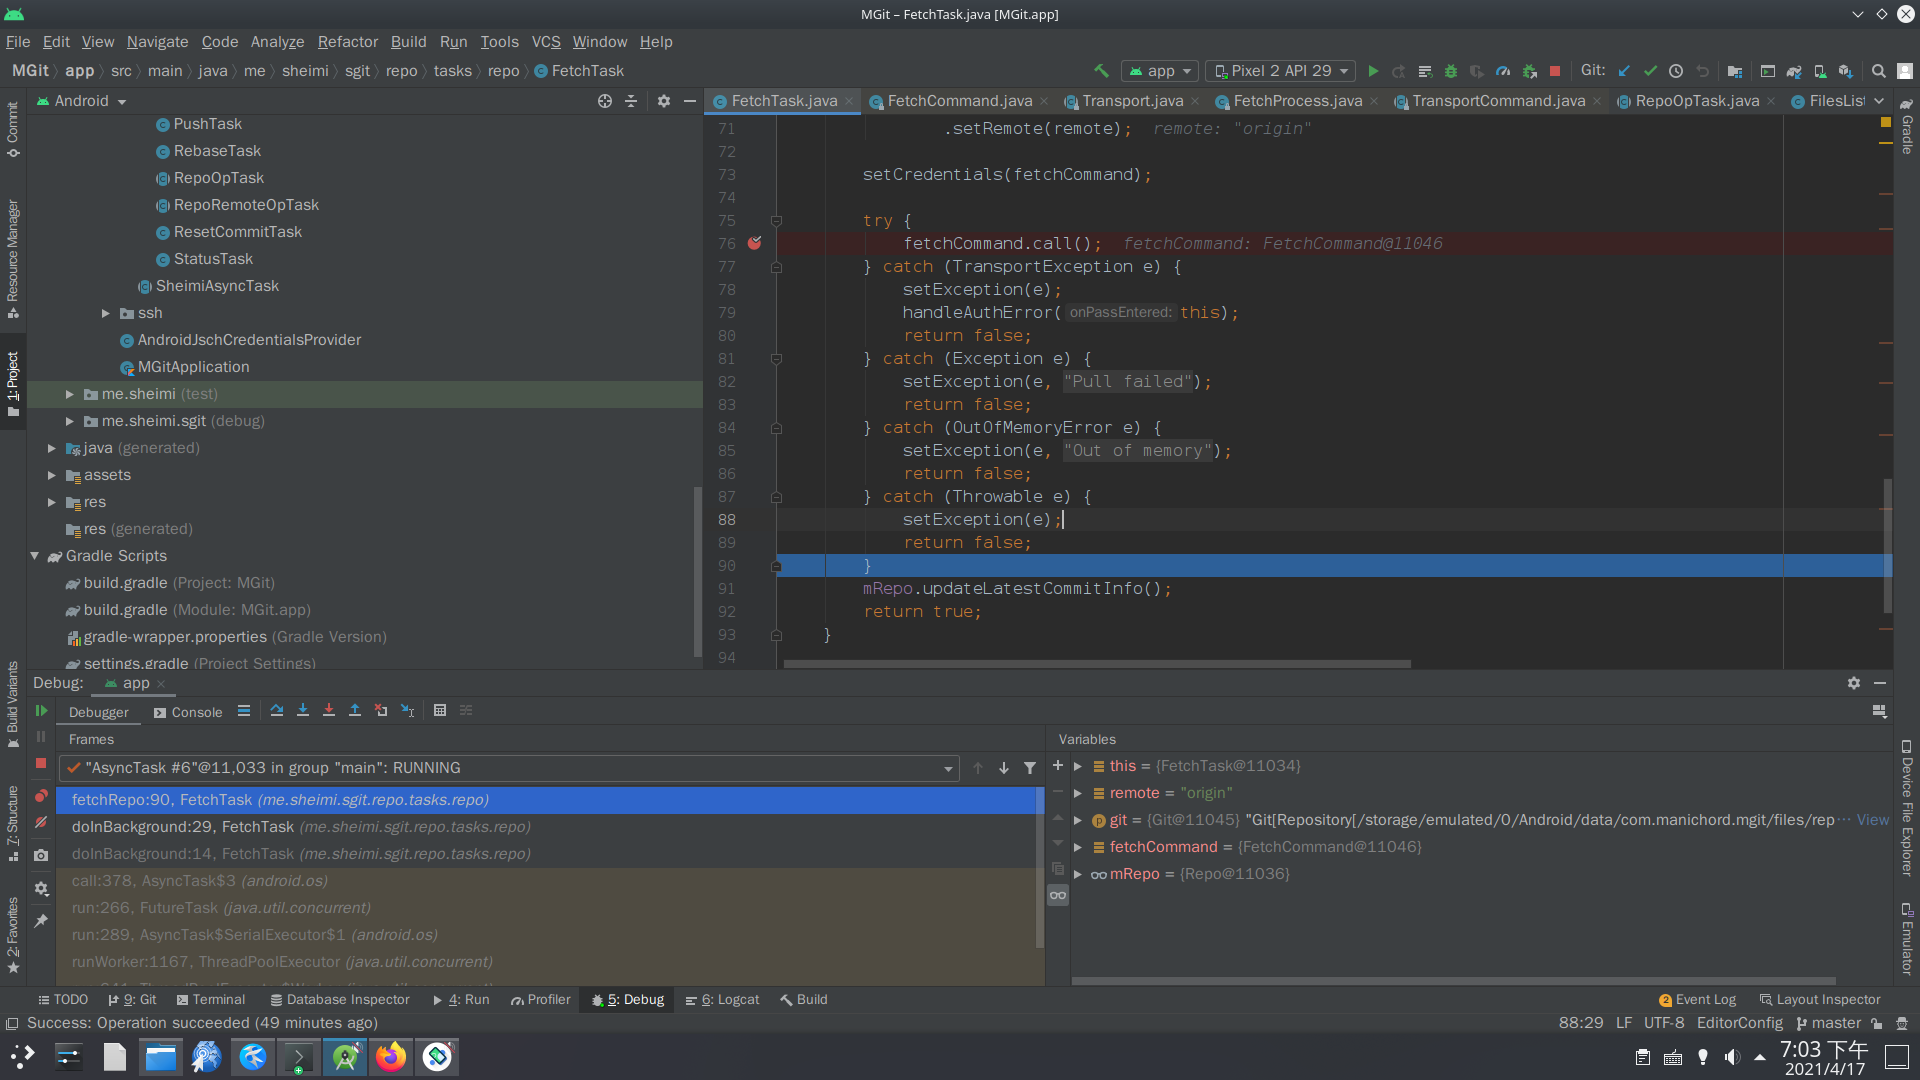 MGit – FetchTask.java [MGit.app]
File Edit View Navigate Code Analyze Refactor Build Run Tools VCS Window Help
MGit app src main java me sheimi sgit repo tasks repo FetchTask
app Pixel 2 API 29 Git:
Commit
Resource Manager
1: Project
Build Variants
7: Structure
2: Favorites
Android
PushTask
RebaseTask
RepoOpTask
RepoRemoteOpTask
ResetCommitTask
StatusTask
SheimiAsyncTask
ssh
AndroidJschCredentialsProvider
MGitApplication
me.sheimi (test)
me.sheimi.sgit (debug)
java (generated)
assets
res
res (generated)
Gradle Scripts
build.gradle (Project: MGit)
build.gradle (Module: MGit.app)
gradle-wrapper.properties (Gradle Version)
settings.gradle (Project Settings)
FetchTask.java FetchCommand.java Transport.java FetchProcess.java TransportCommand.java RepoOpTask.java FilesList
71 .setRemote(remote); remote: "origin"
72
73 setCredentials(fetchCommand);
74
75 try {
76 fetchCommand.call(); fetchCommand: FetchCommand@11046
77 } catch (TransportException e) {
78 setException(e);
79 handleAuthError( onPassEntered: this);
80 return false;
81 } catch (Exception e) {
82 setException(e, "Pull failed");
83 return false;
84 } catch (OutOfMemoryError e) {
85 setException(e, "Out of memory");
86 return false;
87 } catch (Throwable e) {
88 setException(e);
89 return false;
90 }
91 mRepo.updateLatestCommitInfo();
92 return true;
93 }
94
Gradle
Device File Explorer
Emulator
Debug: app
Debugger Console
Frames
"AsyncTask #6"@11,033 in group "main": RUNNING
fetchRepo:90, FetchTask (me.sheimi.sgit.repo.tasks.repo)
doInBackground:29, FetchTask (me.sheimi.sgit.repo.tasks.repo)
doInBackground:14, FetchTask (me.sheimi.sgit.repo.tasks.repo)
call:378, AsyncTask$3 (android.os)
run:266, FutureTask (java.util.concurrent)
run:289, AsyncTask$SerialExecutor$1 (android.os)
runWorker:1167, ThreadPoolExecutor (java.util.concurrent)
Variables
this = {FetchTask@11034}
remote = "origin"
git = {Git@11045} "Git[Repository[/storage/emulated/0/Android/data/com.manichord.mgit/files/rep… View
fetchCommand = {FetchCommand@11046}
mRepo = {Repo@11036}
TODO 9: Git Terminal Database Inspector 4: Run Profiler 5: Debug 6: Logcat Build 2 Event Log Layout Inspector
Success: Operation succeeded (49 minutes ago) 88:29 LF UTF-8 EditorConfig master
7:03 下午
2021/4/17